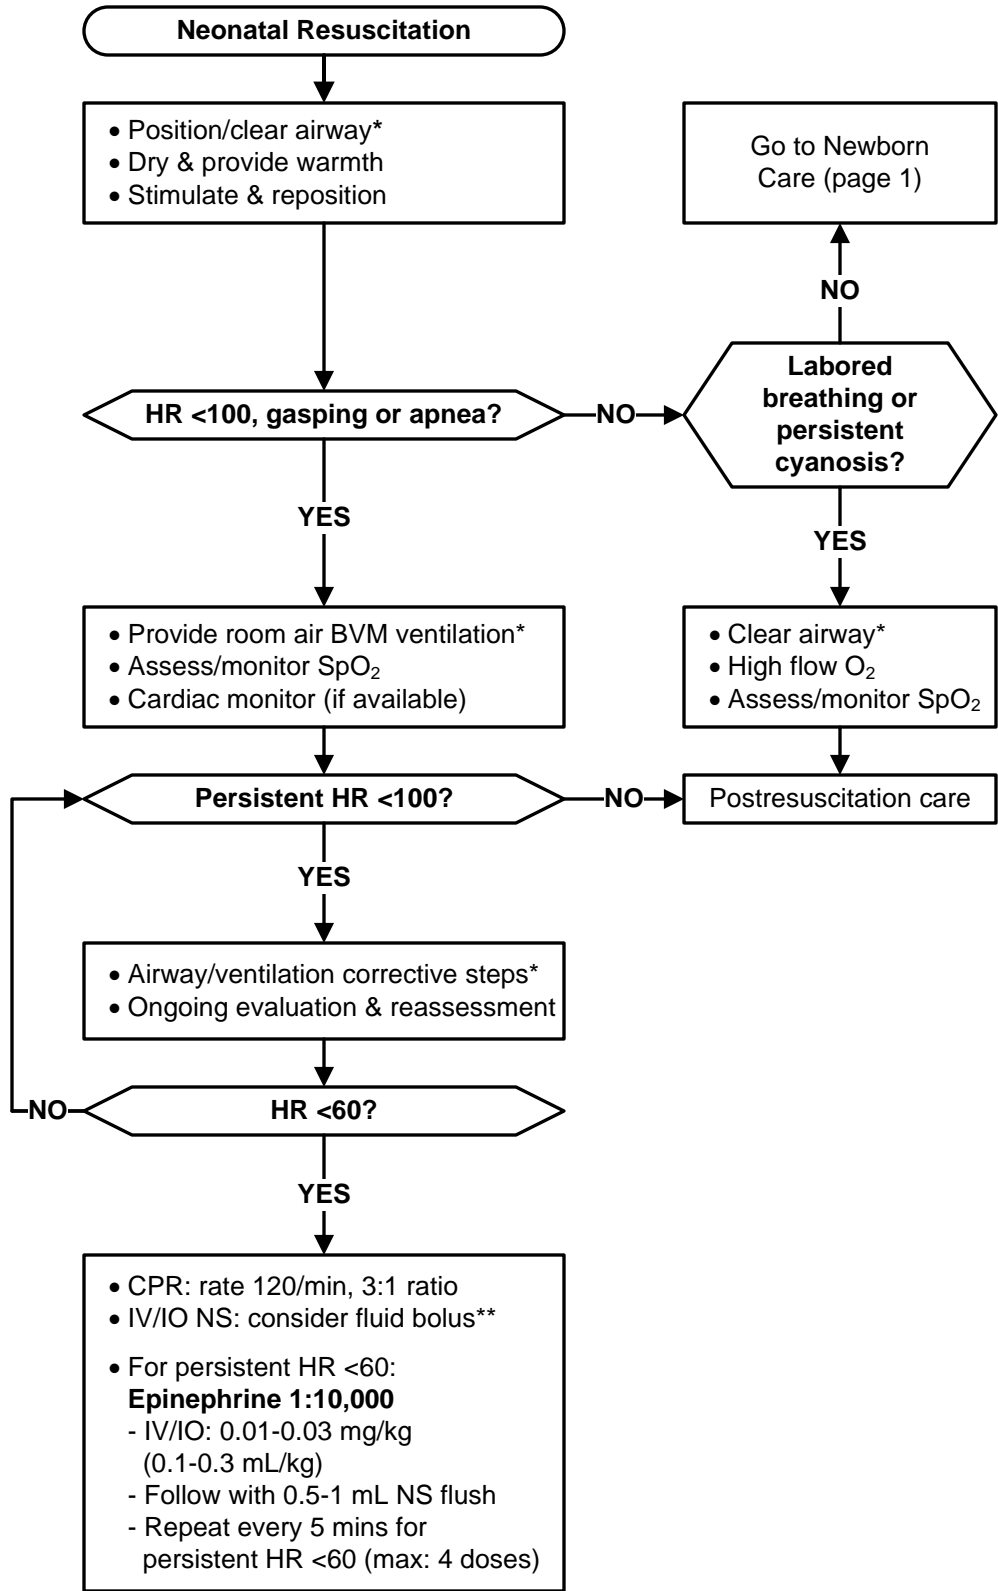 Neonatal Resuscitation
• Position/clear airway*
• Dry & provide warmth
• Stimulate & reposition
Go to Newborn
Care (page 1)
NO
HR <100, gasping or apnea?
NO
Labored
breathing or
persistent
cyanosis?
YES
YES
• Provide room air BVM ventilation*
• Assess/monitor SpO₂
• Cardiac monitor (if available)
• Clear airway*
• High flow O₂
• Assess/monitor SpO₂
Persistent HR <100?
NO
Postresuscitation care
YES
• Airway/ventilation corrective steps*
• Ongoing evaluation & reassessment
NO
HR <60?
YES
• CPR: rate 120/min, 3:1 ratio
• IV/IO NS: consider fluid bolus**
• For persistent HR <60:
Epinephrine 1:10,000
- IV/IO: 0.01-0.03 mg/kg
(0.1-0.3 mL/kg)
- Follow with 0.5-1 mL NS flush
- Repeat every 5 mins for
persistent HR <60 (max: 4 doses)